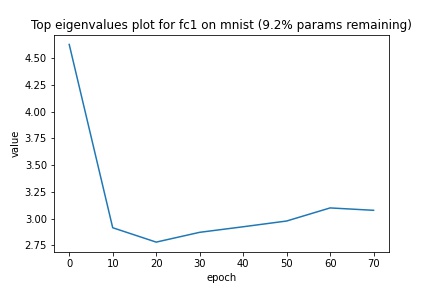 Top eigenvalues plot for fc1 on mnist (9.2% params remaining)
4.50
4.25
4.00
3.75
3.50
3.25
3.00
2.75
value
0 10 20 30 40 50 60 70
epoch